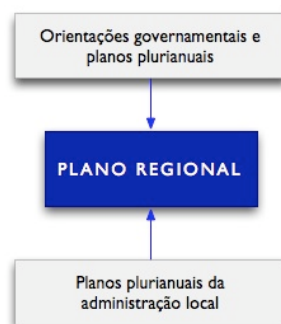 Orientações governamentais e
planos plurianuais
PLANO REGIONAL
Planos plurianuais da
administração local